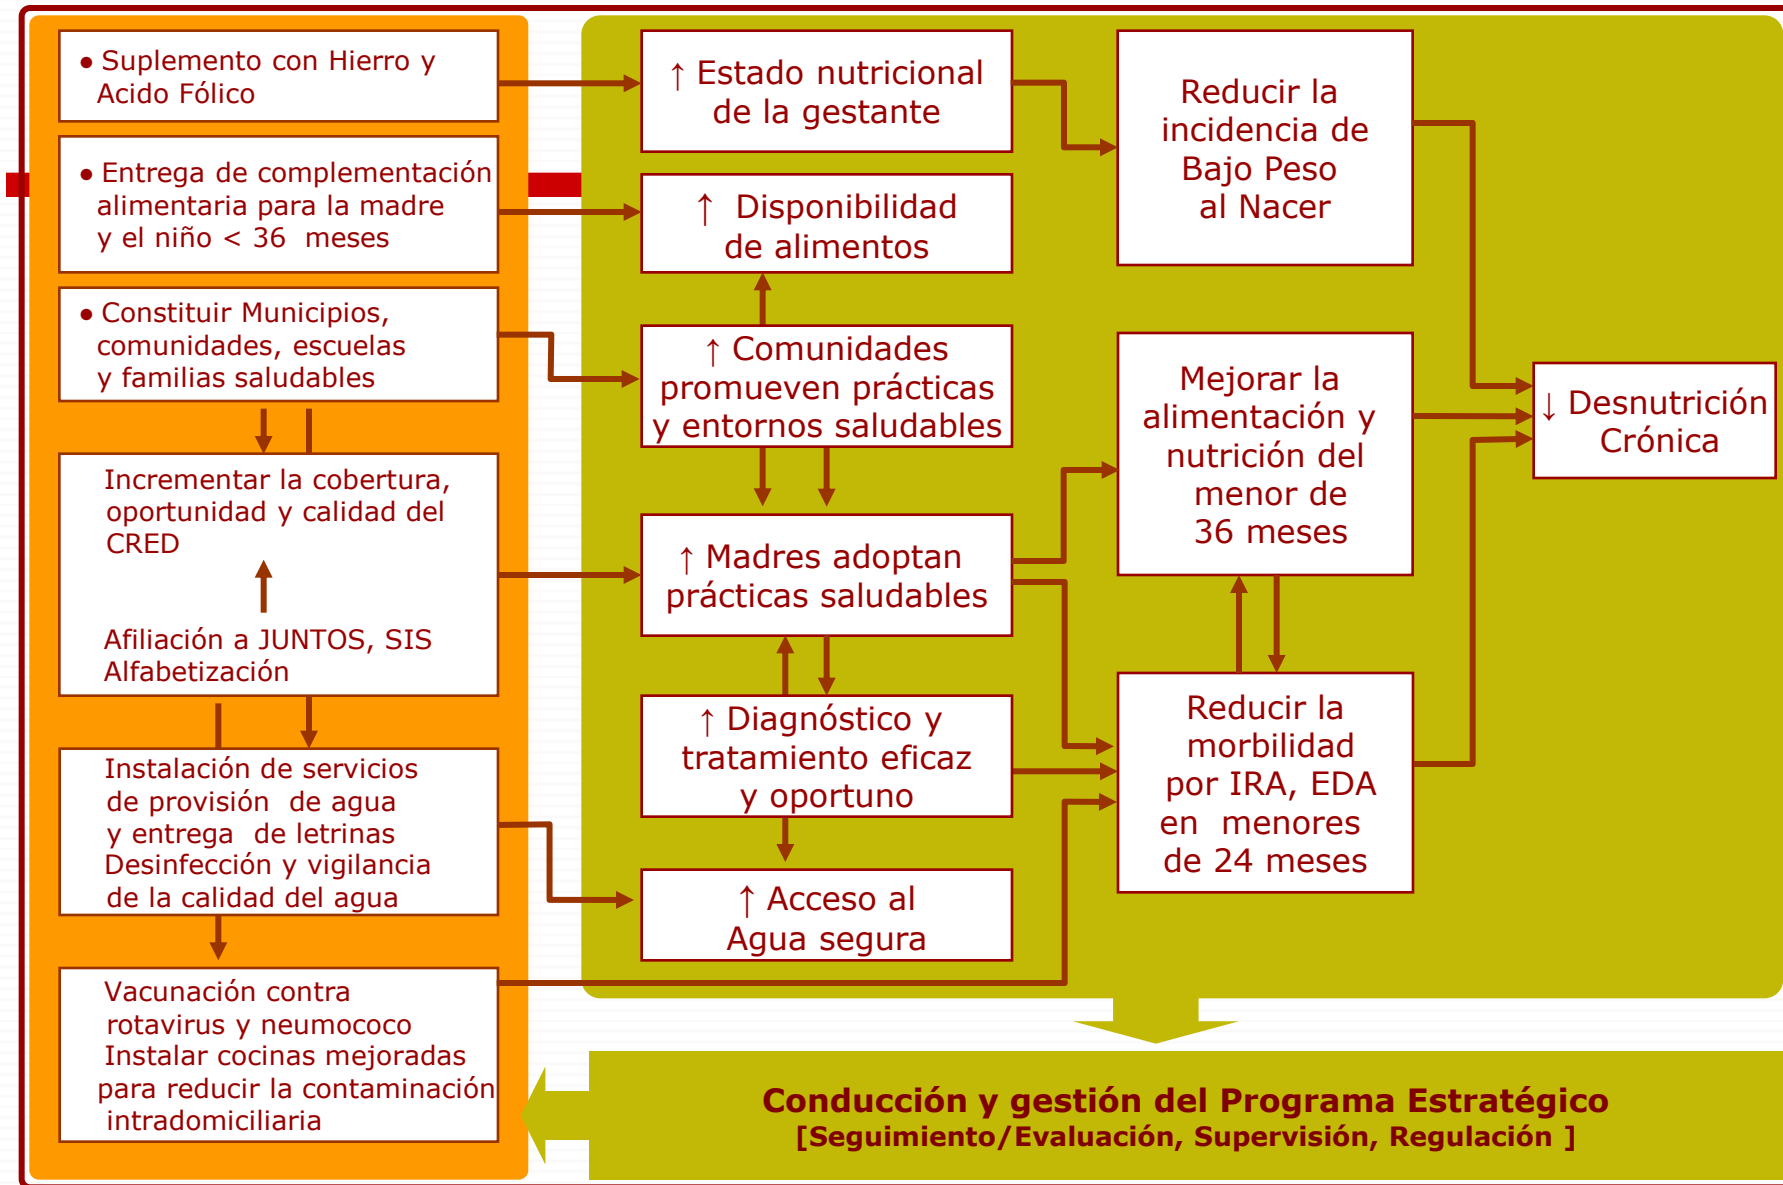 ● Suplemento con Hierro y
Acido Fólico
● Entrega de complementación
alimentaria para la madre
y el niño < 36 meses
● Constituir Municipios,
comunidades, escuelas
y familias saludables
Incrementar la cobertura,
oportunidad y calidad del
CRED
Afiliación a JUNTOS, SIS
Alfabetización
Instalación de servicios
de provisión de agua
y entrega de letrinas
Desinfección y vigilancia
de la calidad del agua
Vacunación contra
rotavirus y neumococo
Instalar cocinas mejoradas
para reducir la contaminación
intradomiciliaria
↑ Estado nutricional
de la gestante
↑ Disponibilidad
de alimentos
↑ Comunidades
promueven prácticas
y entornos saludables
↑ Madres adoptan
prácticas saludables
↑ Diagnóstico y
tratamiento eficaz
y oportuno
↑ Acceso al
Agua segura
Reducir la
incidencia de
Bajo Peso
al Nacer
Mejorar la
alimentación y
nutrición del
menor de
36 meses
Reducir la
morbilidad
por IRA, EDA
en menores
de 24 meses
↓ Desnutrición
Crónica
Conducción y gestión del Programa Estratégico
[Seguimiento/Evaluación, Supervisión, Regulación ]